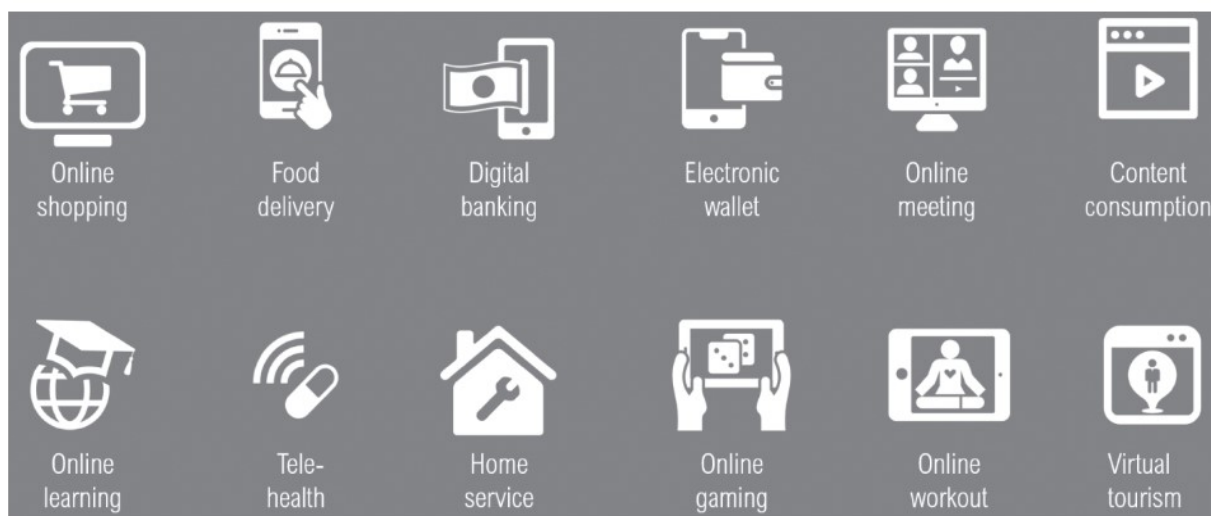 Online
shopping
Food
delivery
Digital
banking
Electronic
wallet
Online
meeting
Content
consumption
Online
learning
Tele-
health
Home
service
Online
gaming
Online
workout
Virtual
tourism